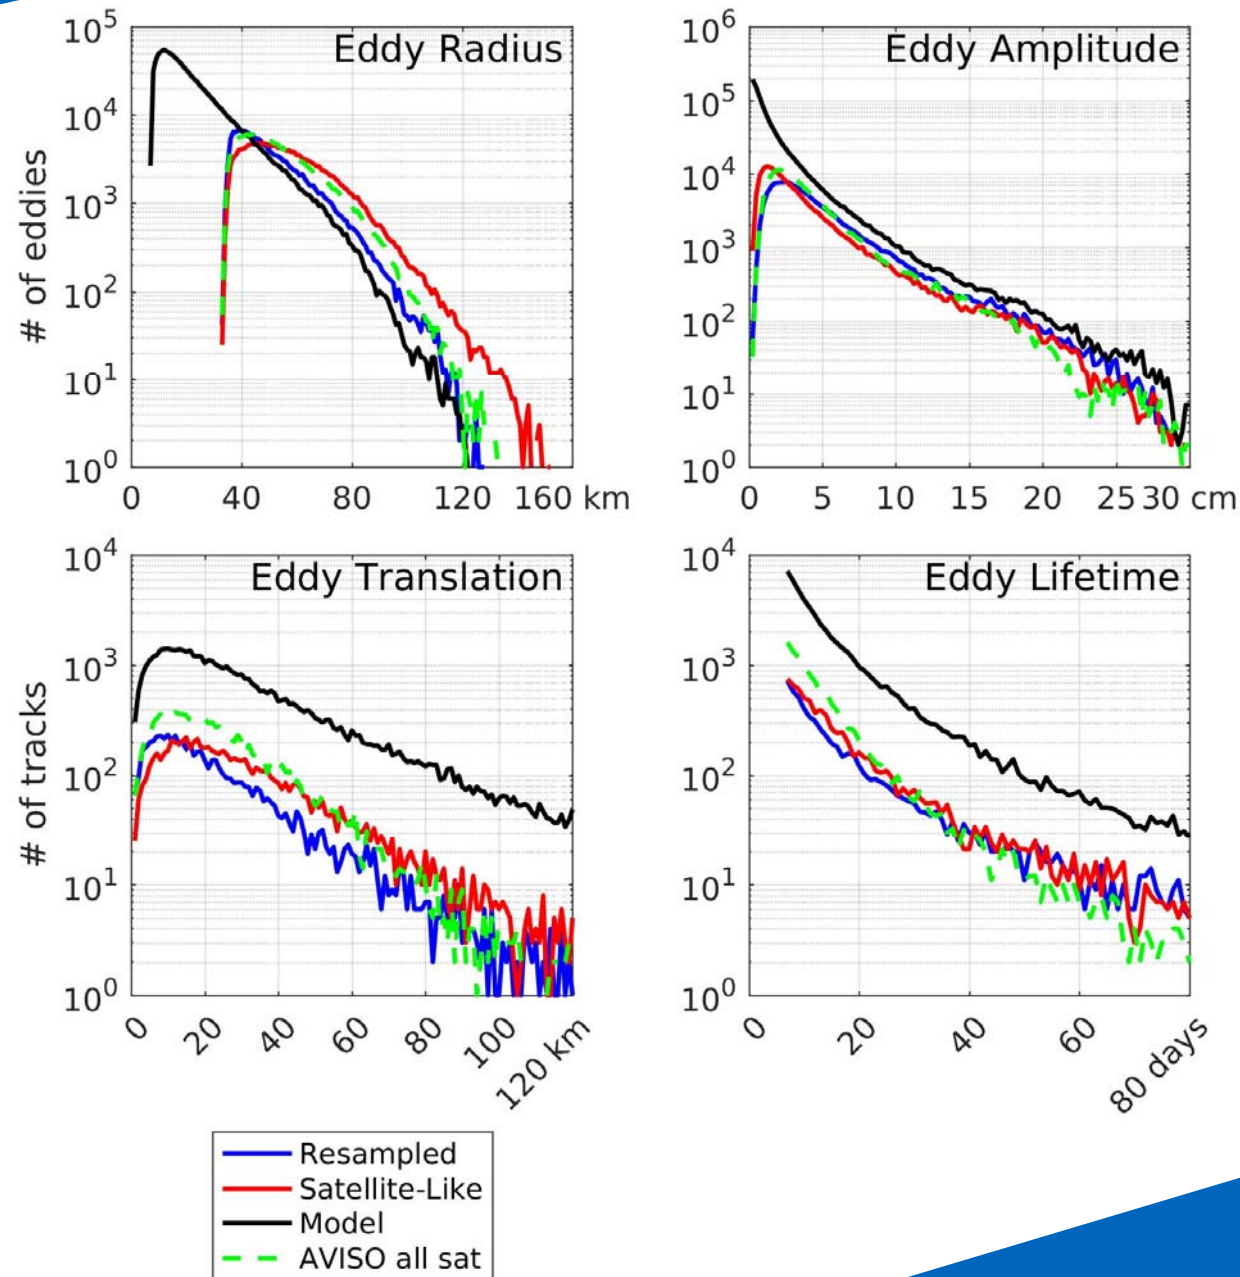 Eddy Radius
10^5
10^4
10^3
10^2
10^1
10^0
# of eddies
0 40 80 120 160 km
Eddy Amplitude
10^6
10^5
10^4
10^3
10^2
10^1
10^0
0 5 10 15 20 25 30 cm
Eddy Translation
10^4
10^3
10^2
10^1
10^0
# of tracks
0 20 40 60 80 100 120 km
Eddy Lifetime
10^4
10^3
10^2
10^1
10^0
0 20 40 60 80 days
Resampled
Satellite-Like
Model
AVISO all sat